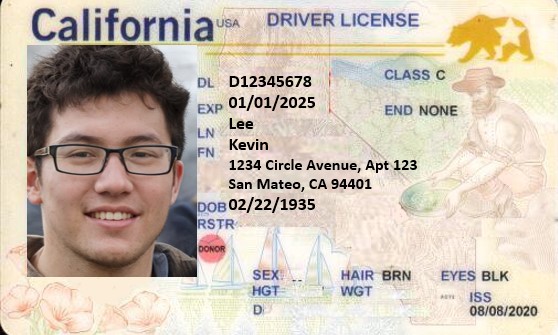 California USA DRIVER LICENSE
DL D12345678 CLASS C
EXP 01/01/2025 END NONE
LN Lee
FN Kevin
1234 Circle Avenue, Apt 123
San Mateo, CA 94401
DOB 02/22/1935
RSTR
DONOR
SEX -- HAIR BRN EYES BLK
HGT WGT ISS
D 08/08/2020